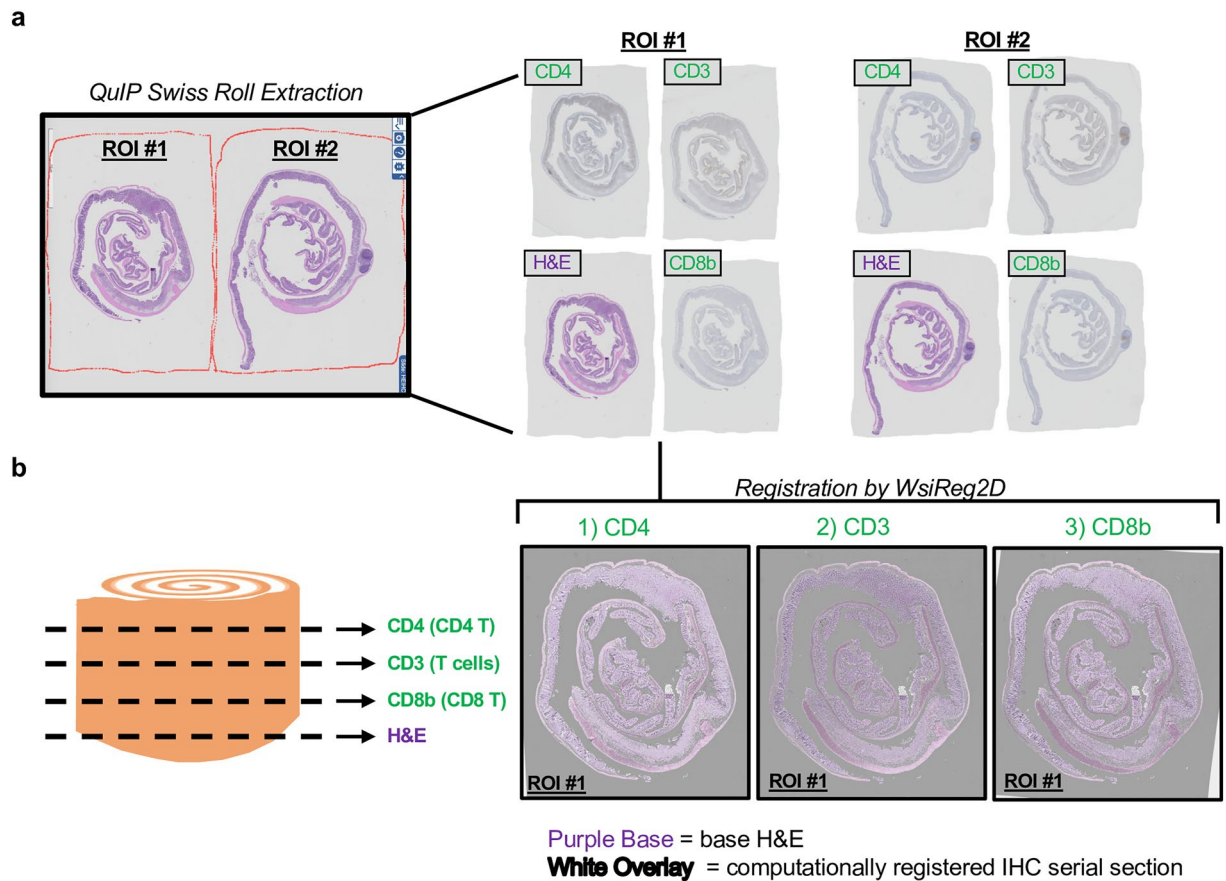 a
QuIP Swiss Roll Extraction
ROI #1
ROI #2
ROI #1
ROI #2
CD4
CD3
CD4
CD3
H&E
CD8b
H&E
CD8b
b
Registration by WsiReg2D
1) CD4
2) CD3
3) CD8b
CD4 (CD4 T)
CD3 (T cells)
CD8b (CD8 T)
H&E
ROI #1
ROI #1
ROI #1
Purple Base = base H&E
White Overlay = computationally registered IHC serial section